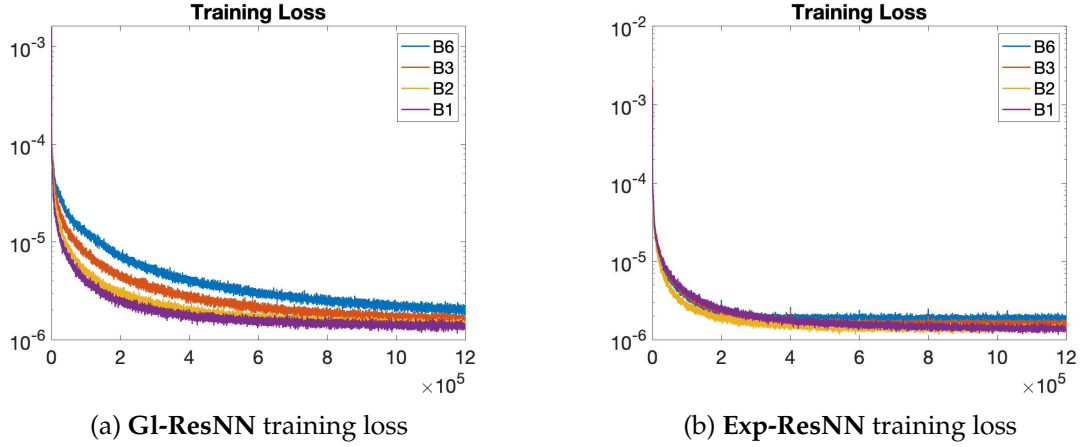 Training Loss
10^-3
10^-4
10^-5
10^-6
0 2 4 6 8 10 12
×10^5
B6
B3
B2
B1
(a) Gl-ResNN training loss
Training Loss
10^-2
10^-3
10^-4
10^-5
10^-6
0 2 4 6 8 10 12
×10^5
B6
B3
B2
B1
(b) Exp-ResNN training loss